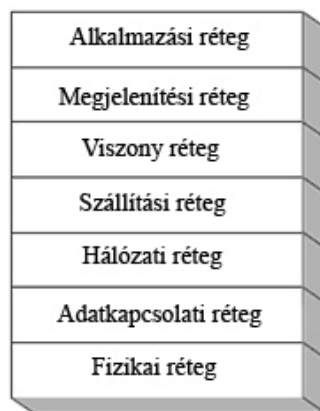 Alkalmazási réteg
Megjelenítési réteg
Viszony réteg
Szállítási réteg
Hálózati réteg
Adatkapcsolati réteg
Fizikai réteg